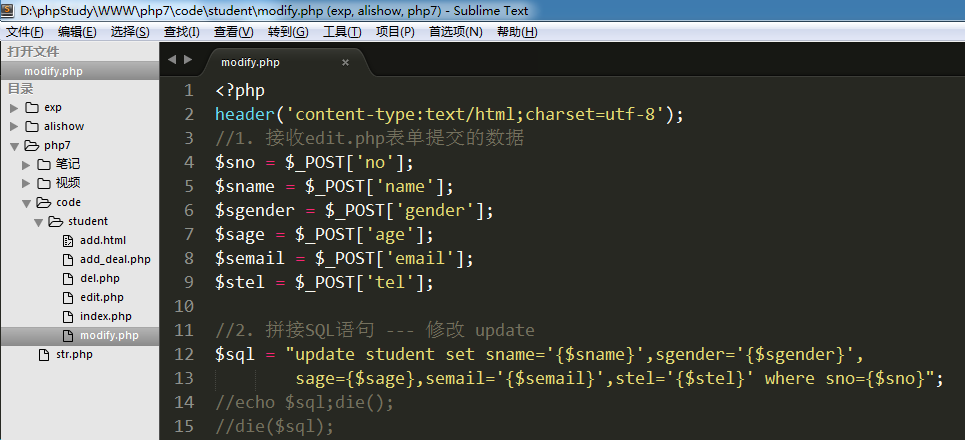 D:\phpStudy\WWW\php7\code\student\modify.php (exp, alishow, php7) - Sublime Text
文件(F) 编辑(E) 选择(S) 查找(I) 查看(V) 转到(G) 工具(T) 项目(P) 首选项(N) 帮助(H)
打开文件
modify.php
目录
exp
alishow
php7
笔记
视频
code
student
add.html
add_deal.php
del.php
edit.php
index.php
modify.php
str.php
modify.php ×
1 <?php
2 header('content-type:text/html;charset=utf-8');
3 //1. 接收edit.php表单提交的数据
4 $sno = $_POST['no'];
5 $sname = $_POST['name'];
6 $sgender = $_POST['gender'];
7 $sage = $_POST['age'];
8 $semail = $_POST['email'];
9 $stel = $_POST['tel'];
10
11 //2. 拼接SQL语句 --- 修改 update
12 $sql = "update student set sname='{$sname}',sgender='{$sgender}',
13 sage={$sage},semail='{$semail}',stel='{$stel}' where sno={$sno}";
14 //echo $sql;die();
15 //die($sql);